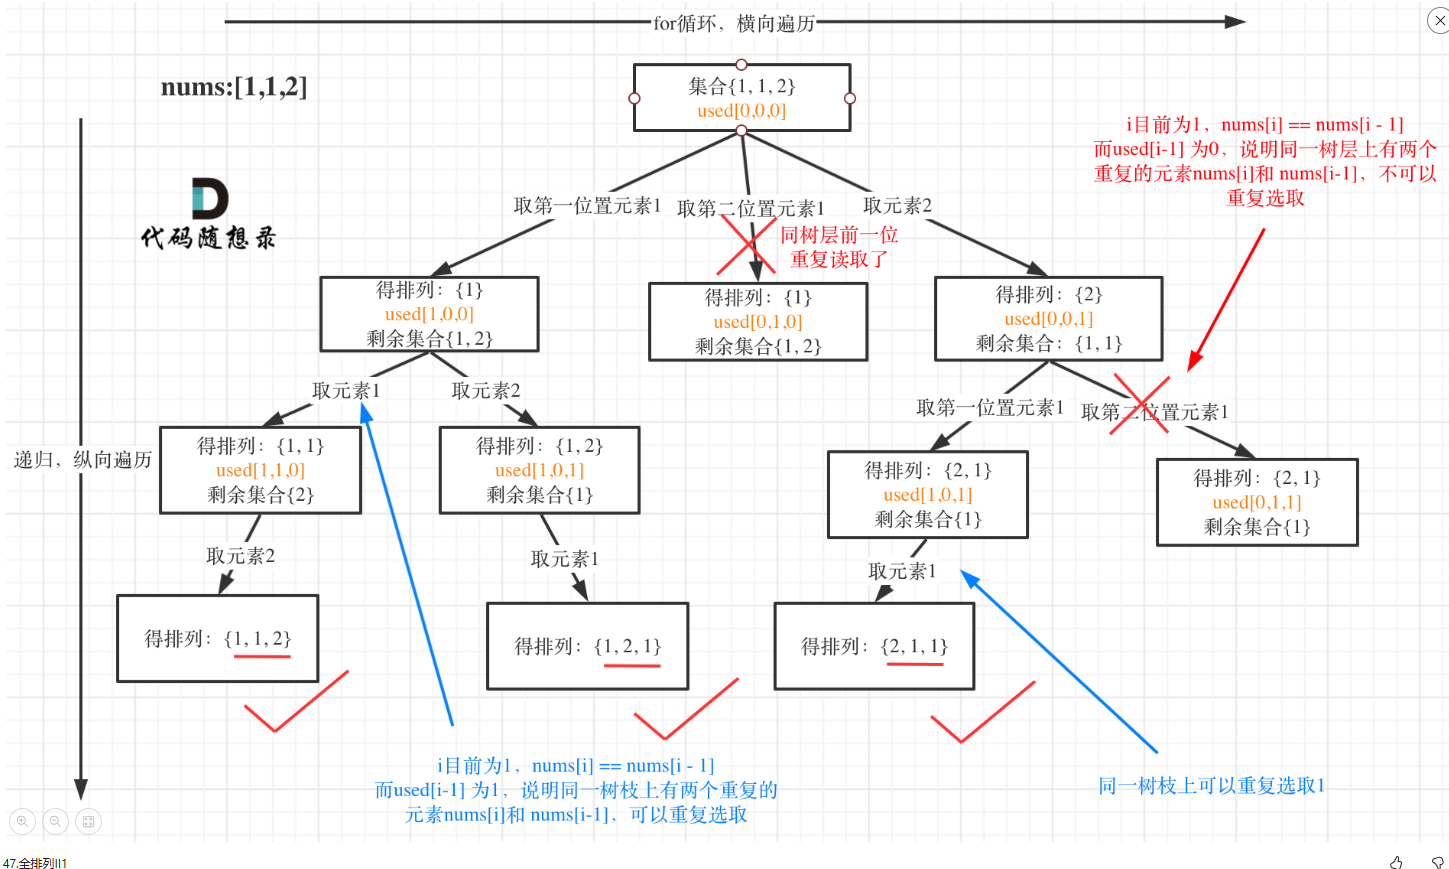 for循环，横向遍历
nums:[1,1,2]
集合{1, 1, 2}
used[0,0,0]
i目前为1，nums[i] == nums[i - 1]
而used[i-1] 为0，说明同一树层上有两个
重复的元素nums[i]和 nums[i-1]，不可以
重复选取
代码随想录
取第一位置元素1
取第二位置元素1
取元素2
同树层前一位
重复读取了
得排列：{1}
used[1,0,0]
剩余集合{1, 2}
得排列：{1}
used[0,1,0]
剩余集合{1, 2}
得排列：{2}
used[0,0,1]
剩余集合：{1, 1}
取元素1
取元素2
取第一位置元素1
取第二位置元素1
递归，纵向遍历
得排列：{1, 1}
used[1,1,0]
剩余集合{2}
得排列：{1, 2}
used[1,0,1]
剩余集合{1}
得排列：{2, 1}
used[1,0,1]
剩余集合{1}
得排列：{2, 1}
used[0,1,1]
剩余集合{1}
取元素2
取元素1
取元素1
得排列：{1, 1, 2}
得排列：{1, 2, 1}
得排列：{2, 1, 1}
i目前为1，nums[i] == nums[i - 1]
而used[i-1] 为1，说明同一树枝上有两个重复的
元素nums[i]和 nums[i-1]，可以重复选取
同一树枝上可以重复选取1
47.全排列II1